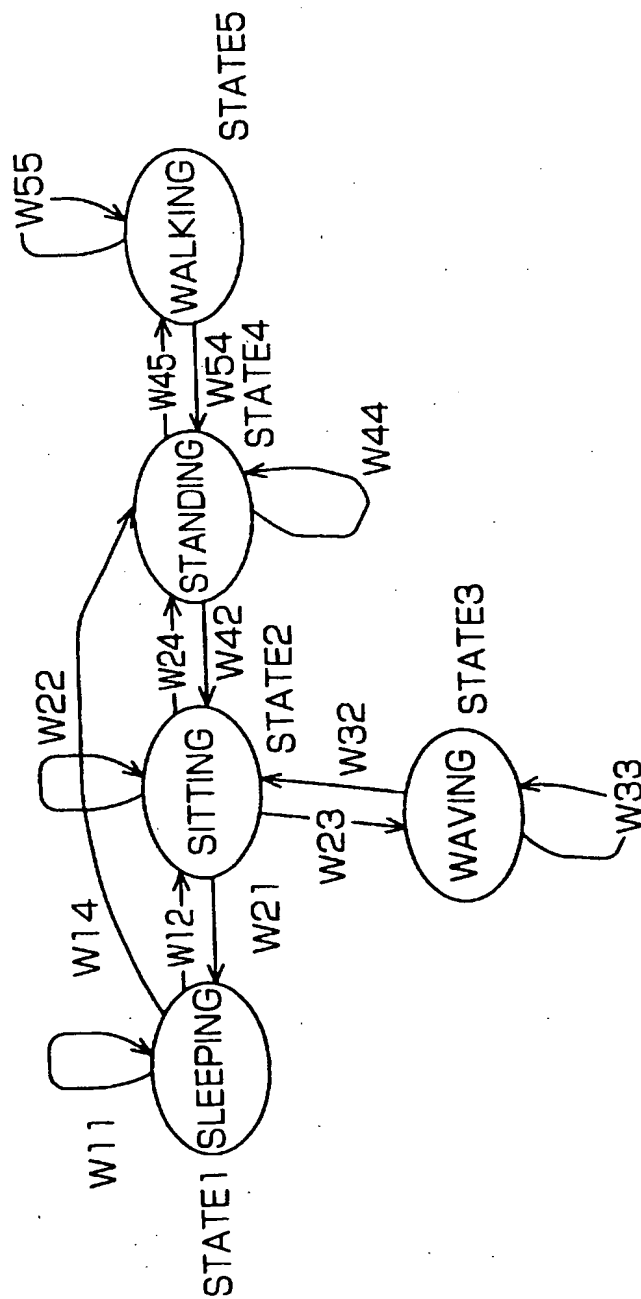 W11
W14
W22
W55
STATE1
SLEEPING
W12
W21
SITTING
STATE2
W24
W42
STANDING
STATE4
W45
W54
WALKING
STATE5
W44
W23
W32
WAVING
STATE3
W33